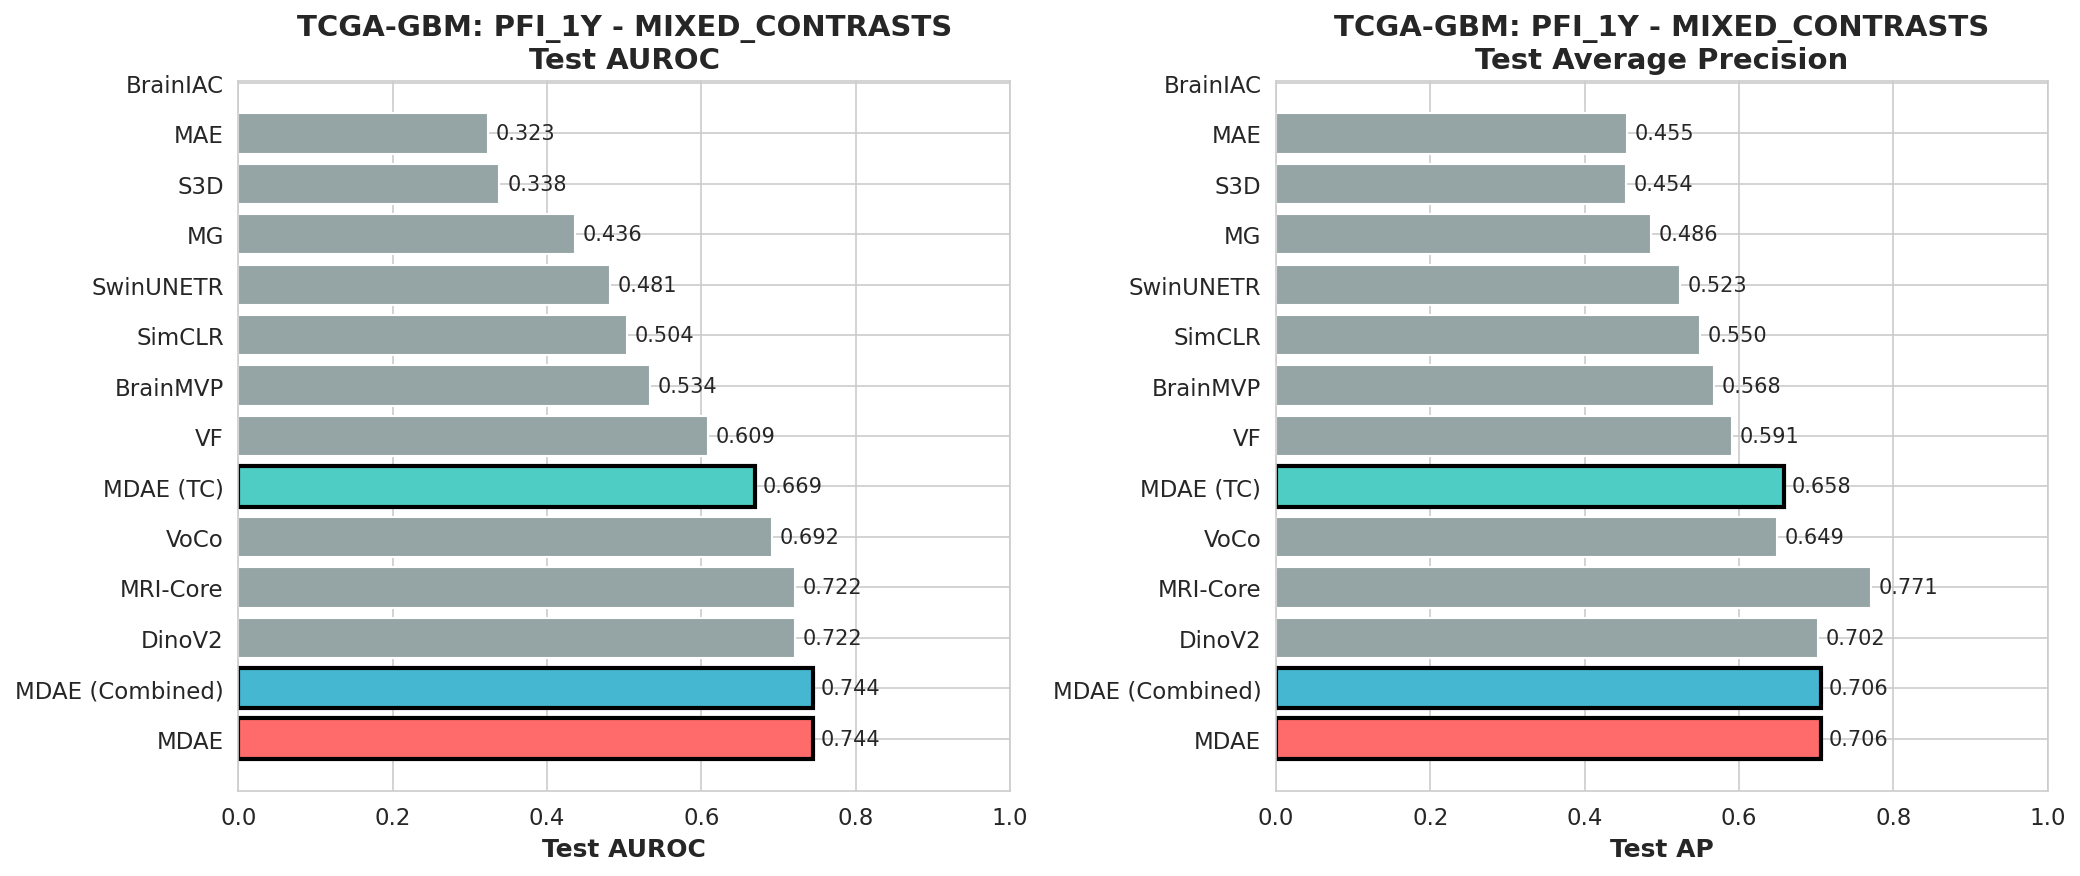 TCGA-GBM: PFI_1Y - MIXED_CONTRASTS
Test AUROC
BrainIAC
MAE 0.323
S3D 0.338
MG 0.436
SwinUNETR 0.481
SimCLR 0.504
BrainMVP 0.534
VF 0.609
MDAE (TC) 0.669
VoCo 0.692
MRI-Core 0.722
DinoV2 0.722
MDAE (Combined) 0.744
MDAE 0.744
0.0 0.2 0.4 0.6 0.8 1.0
Test AUROC
TCGA-GBM: PFI_1Y - MIXED_CONTRASTS
Test Average Precision
BrainIAC
MAE 0.455
S3D 0.454
MG 0.486
SwinUNETR 0.523
SimCLR 0.550
BrainMVP 0.568
VF 0.591
MDAE (TC) 0.658
VoCo 0.649
MRI-Core 0.771
DinoV2 0.702
MDAE (Combined) 0.706
MDAE 0.706
0.0 0.2 0.4 0.6 0.8 1.0
Test AP